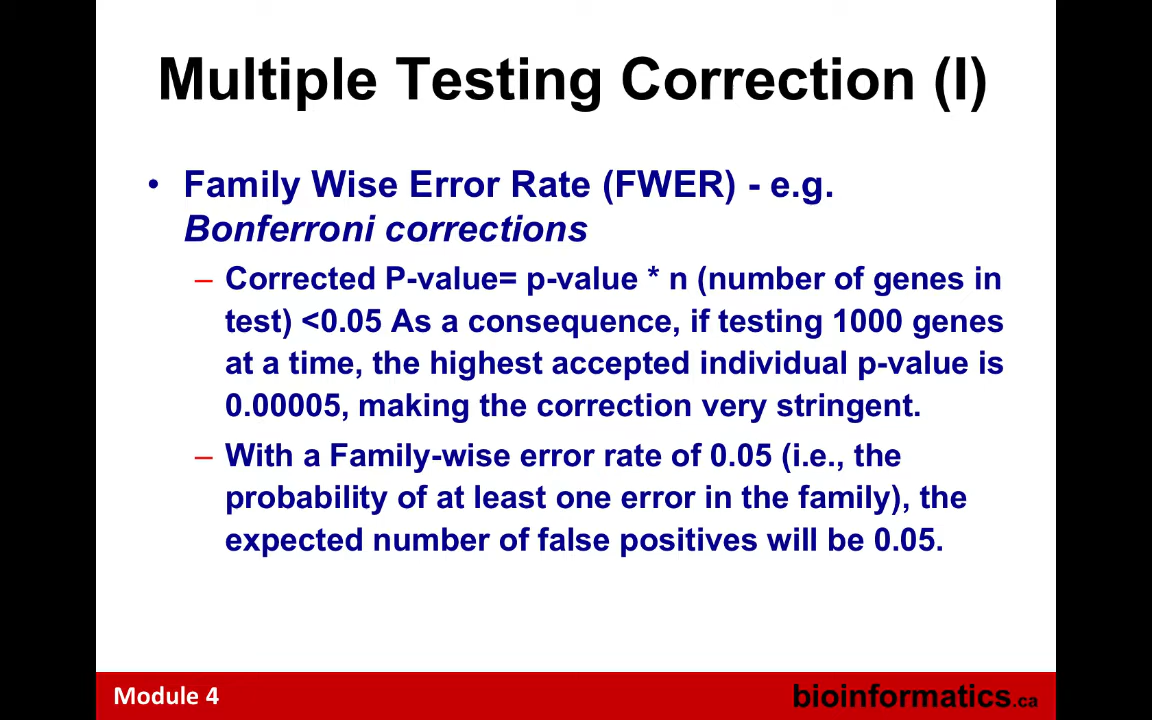 Multiple Testing Correction (I)
• Family Wise Error Rate (FWER) - e.g.
Bonferroni corrections
– Corrected P-value= p-value * n (number of genes in
test) <0.05 As a consequence, if testing 1000 genes
at a time, the highest accepted individual p-value is
0.00005, making the correction very stringent.
– With a Family-wise error rate of 0.05 (i.e., the
probability of at least one error in the family), the
expected number of false positives will be 0.05.
Module 4
bioinformatics.ca